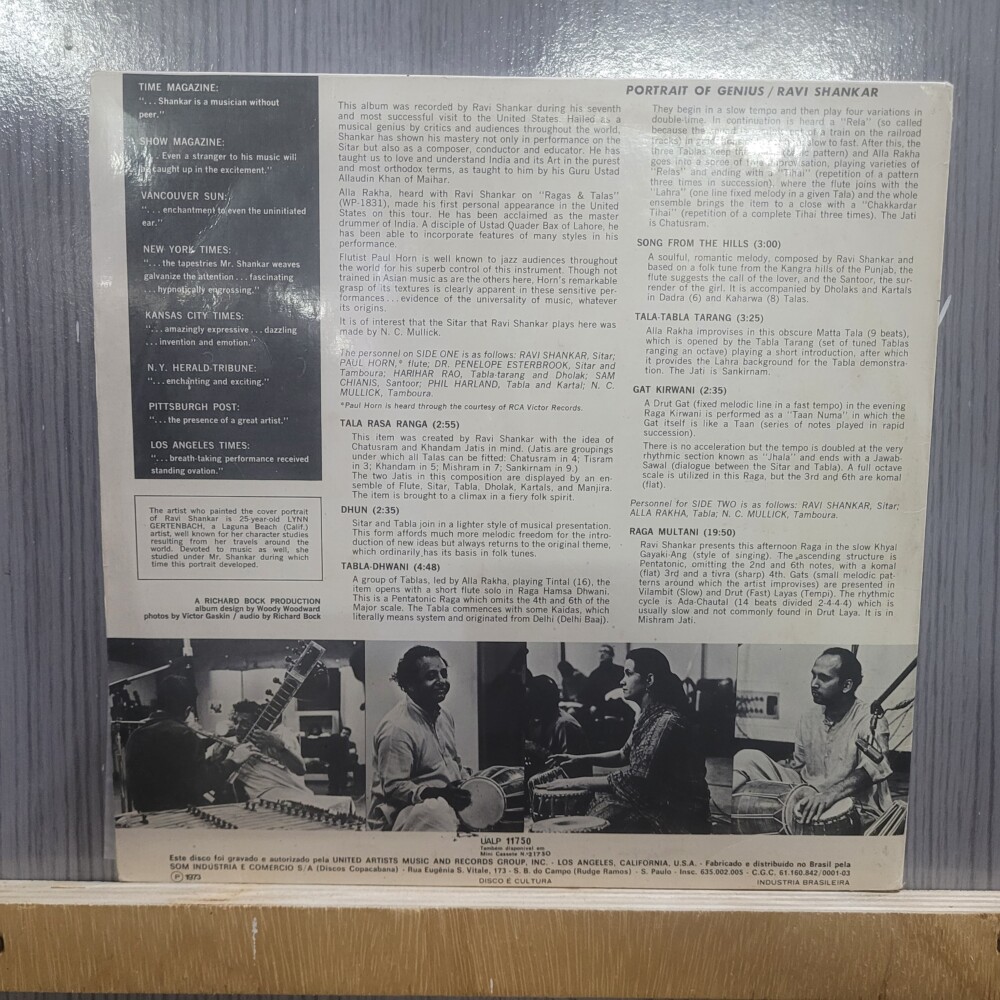 PORTRAIT OF GENIUS / RAVI SHANKAR
TIME MAGAZINE:
"... Shankar is a musician without
peer."
SHOW MAGAZINE:
. Even a stranger to his music will
caught up in the excitement."
VANCOUVER SUN:
"... enchantment to even the uninitiated
ear."
NEW YORK TIMES:
"... the tapestries Mr. Shankar weaves
galvanize the attention ... fascinating
... hypnotically engrossing."
KANSAS CITY TIMES:
"... amazingly expressive ... dazzling
... invention and emotion."
N.Y. HERALD-TRIBUNE:
"... enchanting and exciting."
PITTSBURGH POST:
"... the presence of a great artist."
LOS ANGELES TIMES:
"... breath-taking performance received
standing ovation."
The artist who painted the cover portrait
of Ravi Shankar is 25-year-old LYNN
GERTENBACH, a Laguna Beach (Calif.)
artist, well known for her character studies
resulting from her travels around the
world. Devoted to music as well, she
studied under Mr. Shankar during which
time this portrait developed.
A RICHARD BOCK PRODUCTION
album design by Woody Woodward
photos by Victor Gaskin / audio by Richard Bock
This album was recorded by Ravi Shankar during his seventh
and most successful visit to the United States. Hailed as a
musical genius by critics and audiences throughout the world,
Shankar has shown his mastery not only in performance on the
Sitar but also as a composer, conductor and educator. He has
taught us to love and understand India and its Art in the purest
and most orthodox terms, as taught to him by his Guru Ustad
Allaudin Khan of Maihar.
Alla Rakha, heard with Ravi Shankar on "Ragas & Talas"
(WP-1831), made his first personal appearance in the United
States on this tour. He has been acclaimed as the master
drummer of India. A disciple of Ustad Quader Bax of Lahore, he
has been able to incorporate features of many styles in his
performance.
Flutist Paul Horn is well known to jazz audiences throughout
the world for his superb control of this instrument. Though not
trained in Asian music as are the others here, Horn's remarkable
grasp of its textures is clearly apparent in these sensitive per-
formances ... evidence of the universality of music, whatever
its origins.
It is of interest that the Sitar that Ravi Shankar plays here was
made by N. C. Mullick.
The personnel on SIDE ONE is as follows: RAVI SHANKAR, Sitar;
PAUL HORN,* flute; DR. PENELOPE ESTERBROOK, Sitar and
Tamboura; HARIHAR RAO, Tabla-tarang and Dholak; SAM
CHIANIS, Santoor; PHIL HARLAND, Tabla and Kartal; N. C.
MULLICK, Tamboura.
*Paul Horn is heard through the courtesy of RCA Victor Records.
TALA RASA RANGA (2:55)
This item was created by Ravi Shankar with the idea of
Chatusram and Khandam Jatis in mind. (Jatis are groupings
under which all Talas can be fitted: Chatusram in 4; Tisram
in 3; Khandam in 5; Mishram in 7; Sankirnam in 9.)
The two Jatis in this composition are displayed by an en-
semble of Flute, Sitar, Tabla, Dholak, Kartals, and Manjira.
The item is brought to a climax in a fiery folk spirit.
DHUN (2:35)
Sitar and Tabla join in a lighter style of musical presentation.
This form affords much more melodic freedom for the intro-
duction of new ideas but always returns to the original theme,
which ordinarily has its basis in folk tunes.
TABLA-DHWANI (4:48)
A group of Tablas, led by Alla Rakha, playing Tintal (16), the
item opens with a short flute solo in Raga Hamsa Dhwani.
This is a Pentatonic Raga which omits the 4th and 6th of the
Major scale. The Tabla commences with some Kaidas, which
literally means system and originated from Delhi (Delhi Baaj).
They begin in a slow tempo and then play four variations in
double-time. In continuation is heard a "Rela" (so called
because the of a train on the railroad
tracks) in slow to fast. After this, the
three Tablas keep pattern) and Alla Rakha
goes into a spree of improvisation, playing varieties of
"Relas" and ending with a "Tihai" (repetition of a pattern
three times in succession), where the flute joins with the
"Lahra" (one line fixed melody in a given Tala) and the whole
ensemble brings the item to a close with a "Chakkardar
Tihai" (repetition of a complete Tihai three times). The Jati
is Chatusram.
SONG FROM THE HILLS (3:00)
A soulful, romantic melody, composed by Ravi Shankar and
based on a folk tune from the Kangra hills of the Punjab, the
flute suggests the call of the lover, and the Santoor, the sur-
render of the girl. It is accompanied by Dholaks and Kartals
in Dadra (6) and Kaharwa (8) Talas.
TALA-TABLA TARANG (3:25)
Alla Rakha improvises in this obscure Matta Tala (9 beats),
which is opened by the Tabla Tarang (set of tuned Tablas
ranging an octave) playing a short introduction, after which
it provides the Lahra background for the Tabla demonstra-
tion. The Jati is Sankirnam.
GAT KIRWANI (2:35)
A Drut Gat (fixed melodic line in a fast tempo) in the evening
Raga Kirwani is performed as a "Taan Numa" in which the
Gat itself is like a Taan (series of notes played in rapid
succession).
There is no acceleration but the tempo is doubled at the very
rhythmic section known as "Jhala" and ends with a Jawab-
Sawal (dialogue between the Sitar and Tabla). A full octave
scale is utilized in this Raga, but the 3rd and 6th are komal
(flat).
Personnel for SIDE TWO is as follows: RAVI SHANKAR, Sitar;
ALLA RAKHA, Tabla; N. C. MULLICK, Tamboura.
RAGA MULTANI (19:50)
Ravi Shankar presents this afternoon Raga in the slow Khyal
Gayaki-Ang (style of singing). The ascending structure is
Pentatonic, omitting the 2nd and 6th notes, with a komal
(flat) 3rd and a tivra (sharp) 4th. Gats (small melodic pat-
terns around which the artist improvises) are presented in
Vilambit (Slow) and Drut (Fast) Layas (Tempi). The rhythmic
cycle is Ada-Chautal (14 beats divided 2-4-4-4) which is
usually slow and not commonly found in Drut Laya. It is in
Mishram Jati.
UALP 11750
Também disponível em
Mini Cassete N.º 21750
Este disco foi gravado e autorizado pela UNITED ARTISTS MUSIC AND RECORDS GROUP, INC. - LOS ANGELES, CALIFORNIA, U.S.A. - Fabricado e distribuído no Brasil pela
SOM INDÚSTRIA E COMERCIO S/A (Discos Copacabana) - Rua Eugênia S. Vitale, 173 - S. B. do Campo (Rudge Ramos) - S. Paulo - Insc. 635.002.005 - C.G.C. 61.160.842/0001-03
Ⓟ 1973
DISCO É CULTURA
INDÚSTRIA BRASILEIRA